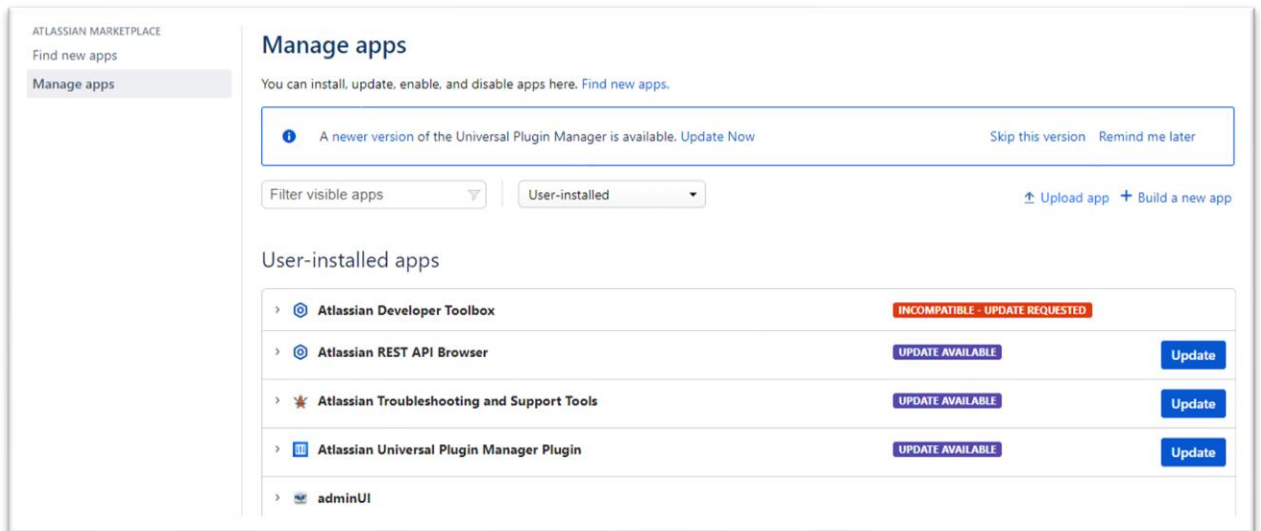 ATLASSIAN MARKETPLACE
Find new apps
Manage apps
Manage apps
You can install, update, enable, and disable apps here. Find new apps.
A newer version of the Universal Plugin Manager is available. Update Now
Skip this version Remind me later
Filter visible apps
User-installed
Upload app + Build a new app
User-installed apps
Atlassian Developer Toolbox
INCOMPATIBLE - UPDATE REQUESTED
Atlassian REST API Browser
UPDATE AVAILABLE
Update
Atlassian Troubleshooting and Support Tools
UPDATE AVAILABLE
Update
Atlassian Universal Plugin Manager Plugin
UPDATE AVAILABLE
Update
adminUI